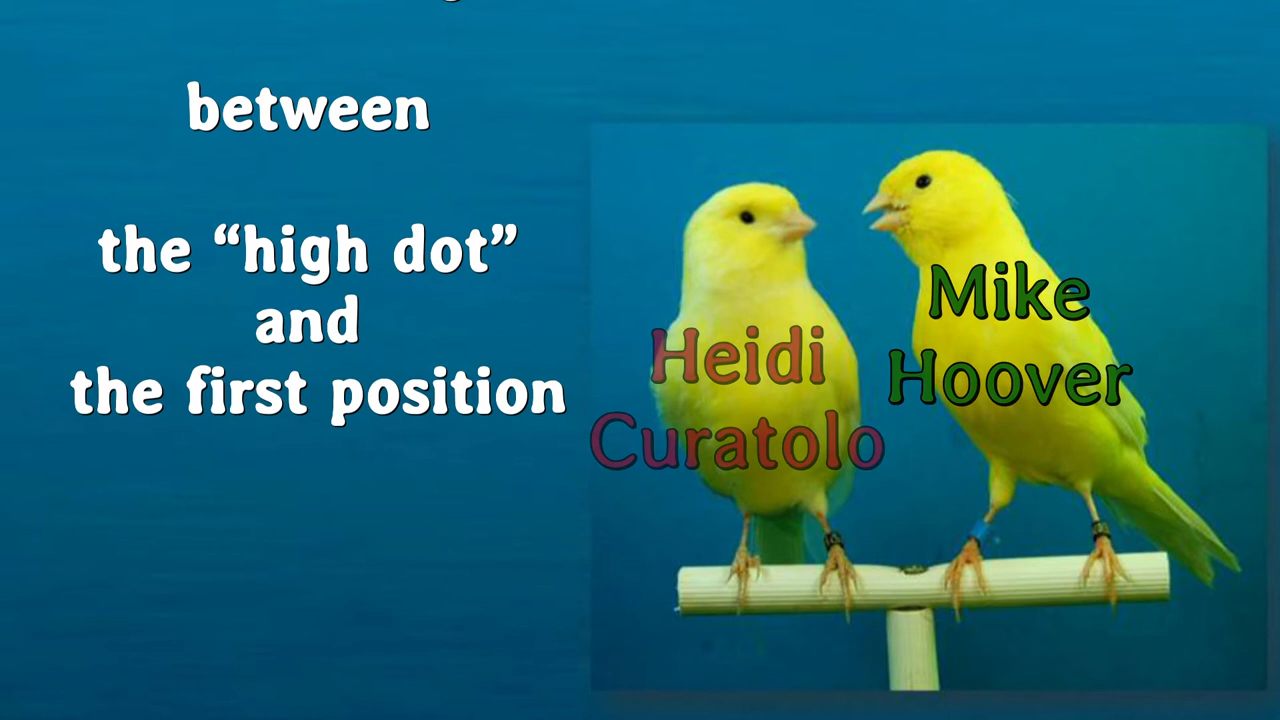 between
the “high dot”
and
the first position
Heidi
Curatolo
Mike
Hoover